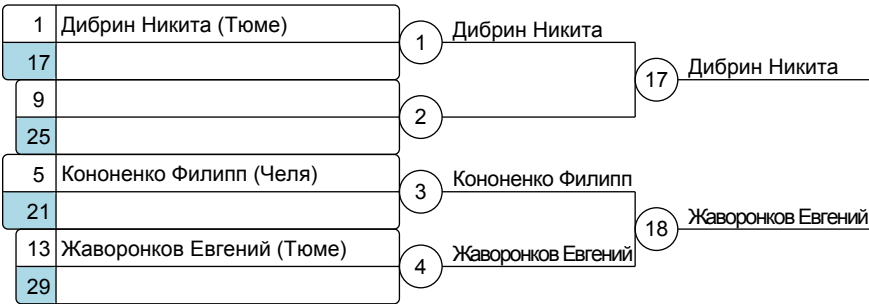 1 Дибрин Никита (Тюме)
17
1 Дибрин Никита
9
25
2
17 Дибрин Никита
5 Кононенко Филипп (Челя)
21
3 Кононенко Филипп
13 Жаворонков Евгений (Тюме)
29
4 Жаворонков Евгений
18 Жаворонков Евгений